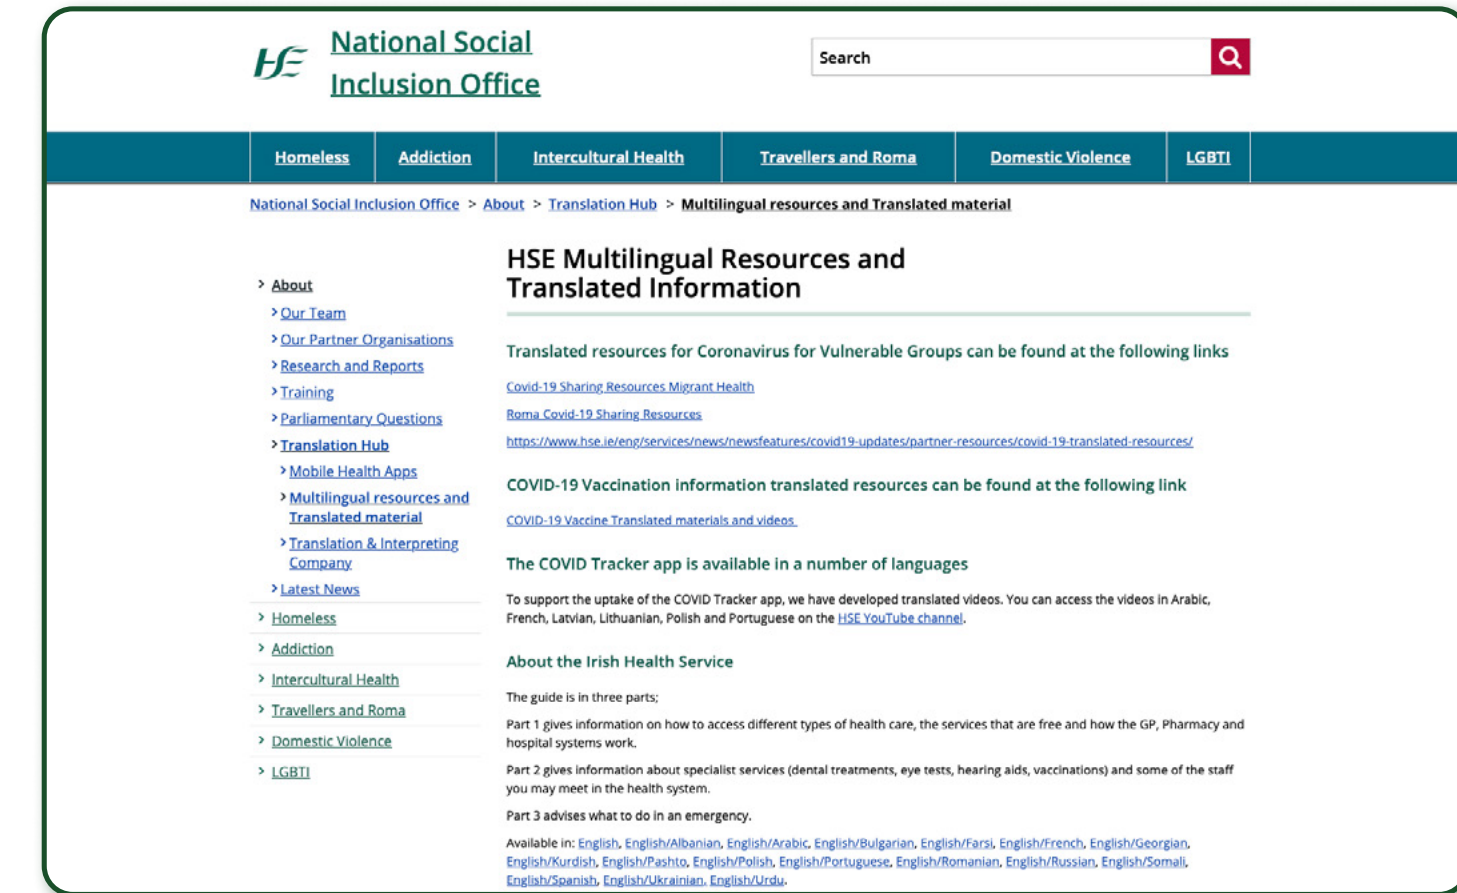 HSE
National Social
Inclusion Office
Search
Homeless
Addiction
Intercultural Health
Travellers and Roma
Domestic Violence
LGBTI
National Social Inclusion Office > About > Translation Hub > Multilingual resources and Translated material
> About
> Our Team
> Our Partner Organisations
> Research and Reports
> Training
> Parliamentary Questions
> Translation Hub
> Mobile Health Apps
> Multilingual resources and
Translated material
> Translation & Interpreting
Company
> Latest News
> Homeless
> Addiction
> Intercultural Health
> Travellers and Roma
> Domestic Violence
> LGBTI
HSE Multilingual Resources and
Translated Information
Translated resources for Coronavirus for Vulnerable Groups can be found at the following links
Covid-19 Sharing Resources Migrant Health
Roma Covid-19 Sharing Resources
https://www.hse.ie/eng/services/news/newsfeatures/covid19-updates/partner-resources/covid-19-translated-resources/
COVID-19 Vaccination information translated resources can be found at the following link
COVID-19 Vaccine Translated materials and videos
The COVID Tracker app is available in a number of languages
To support the uptake of the COVID Tracker app, we have developed translated videos. You can access the videos in Arabic,
French, Latvian, Lithuanian, Polish and Portuguese on the HSE YouTube channel.
About the Irish Health Service
The guide is in three parts;
Part 1 gives information on how to access different types of health care, the services that are free and how the GP, Pharmacy and
hospital systems work.
Part 2 gives information about specialist services (dental treatments, eye tests, hearing aids, vaccinations) and some of the staff
you may meet in the health system.
Part 3 advises what to do in an emergency.
Available in: English, English/Albanian, English/Arabic, English/Bulgarian, English/Farsi, English/French, English/Georgian,
English/Kurdish, English/Pashto, English/Polish, English/Portuguese, English/Romanian, English/Russian, English/Somali,
English/Spanish, English/Ukrainian, English/Urdu.